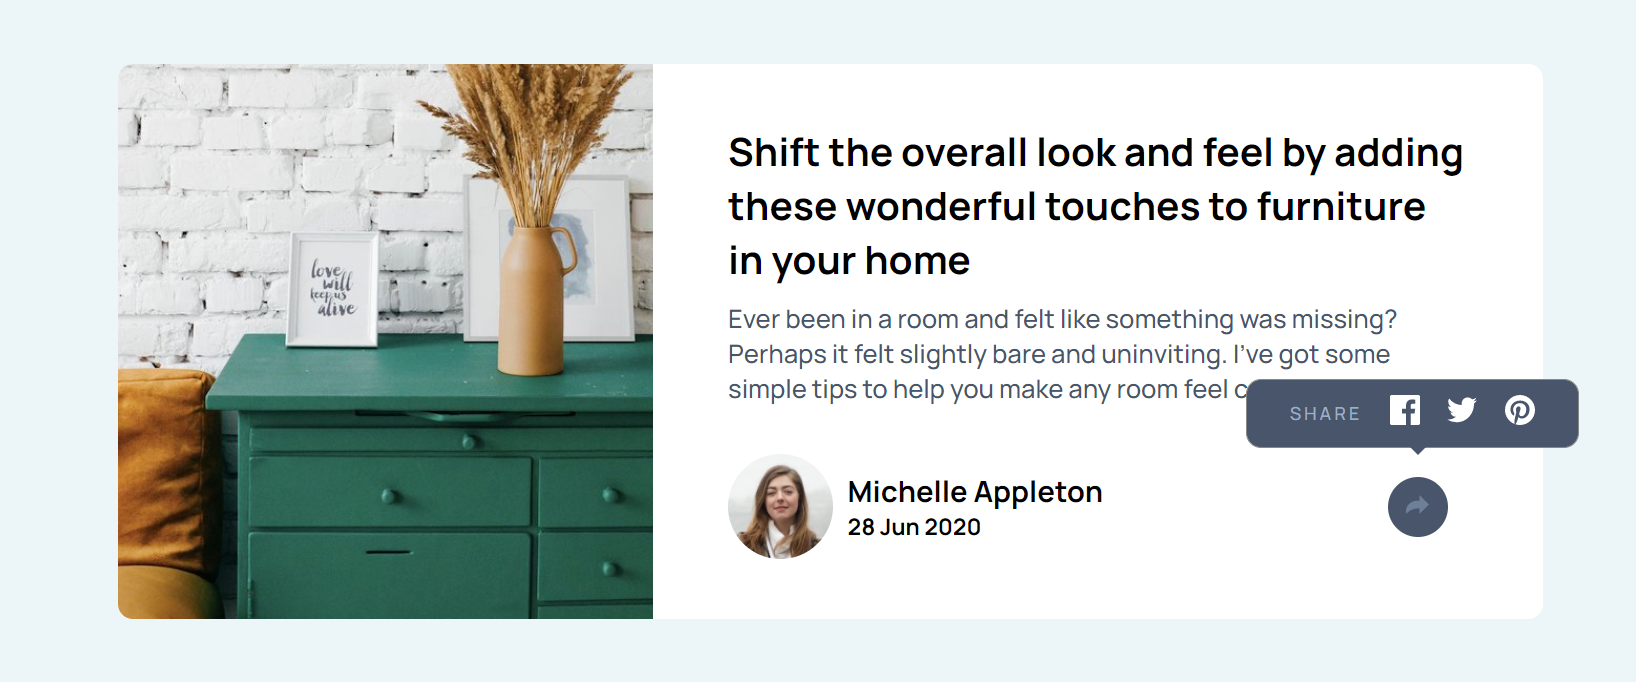 Shift the overall look and feel by adding
these wonderful touches to furniture
in your home
Ever been in a room and felt like something was missing?
Perhaps it felt slightly bare and uninviting. I've got some
simple tips to help you make any room feel
SHARE
Michelle Appleton
28 Jun 2020
love
will
keep us
alive